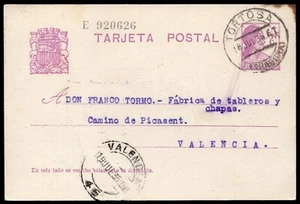 E 920626
TARJETA POSTAL
TORTOSA
A DON FRANCO TORMO.- Fábrica de tableros y
chapas.
Camino de Picasent.
VALENCIA.
VALENCIA
En este lado se escribe solamente la dirección.